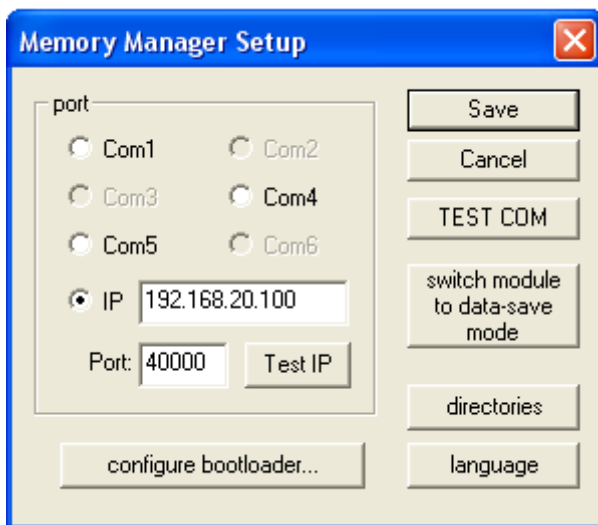 Memory Manager Setup
port
Com1
Com2
Com3
Com4
Com5
Com6
IP
192.168.20.100
Port:
40000
Test IP
configure bootloader...
Save
Cancel
TEST COM
switch module
to data-save
mode
directories
language